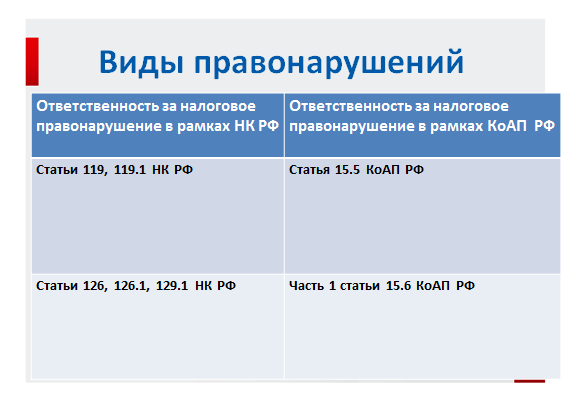 Виды правонарушений
Ответственность за налоговое
правонарушение в рамках НК РФ
Ответственность за налоговое
правонарушение в рамках КоАП РФ
Статьи 119, 119.1 НК РФ
Статья 15.5 КоАП РФ
Статьи 126, 126.1, 129.1 НК РФ
Часть 1 статьи 15.6 КоАП РФ